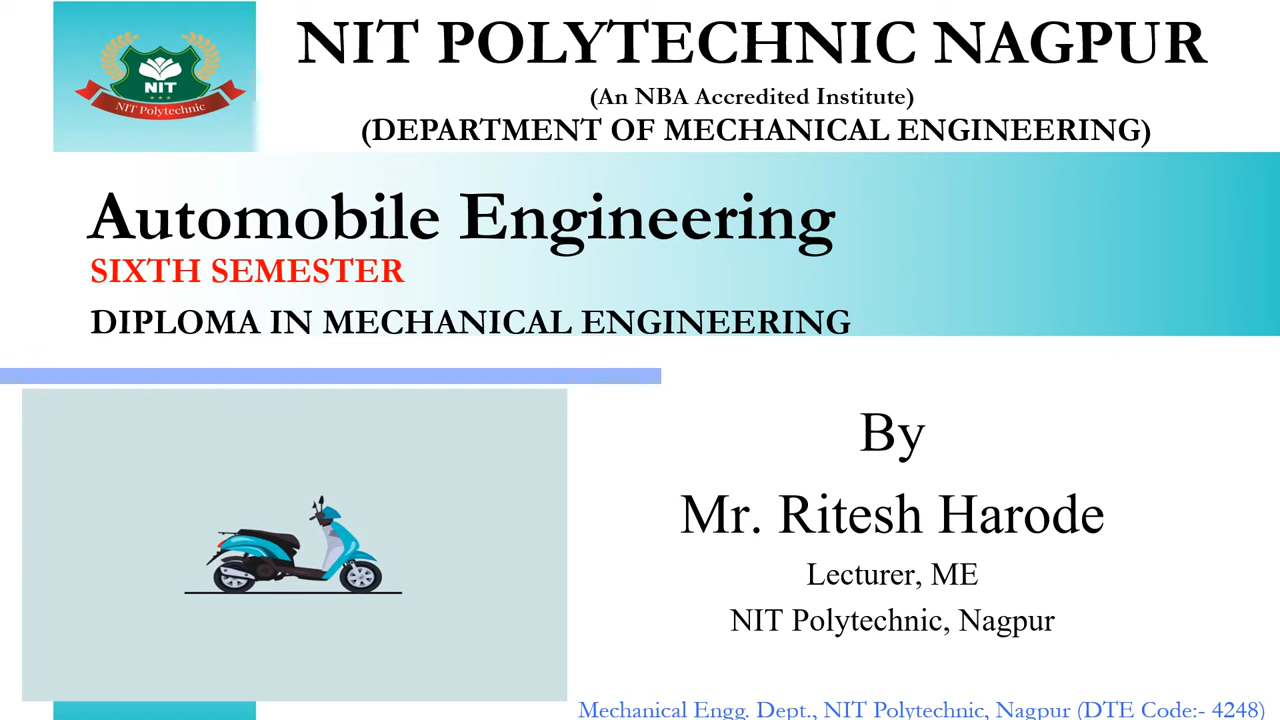 NIT POLYTECHNIC NAGPUR
(An NBA Accredited Institute)
(DEPARTMENT OF MECHANICAL ENGINEERING)
NIT
NIT Polytechnic
Automobile Engineering
SIXTH SEMESTER
DIPLOMA IN MECHANICAL ENGINEERING
By
Mr. Ritesh Harode
Lecturer, ME
NIT Polytechnic, Nagpur
Mechanical Engg. Dept., NIT Polytechnic, Nagpur (DTE Code:- 4248)